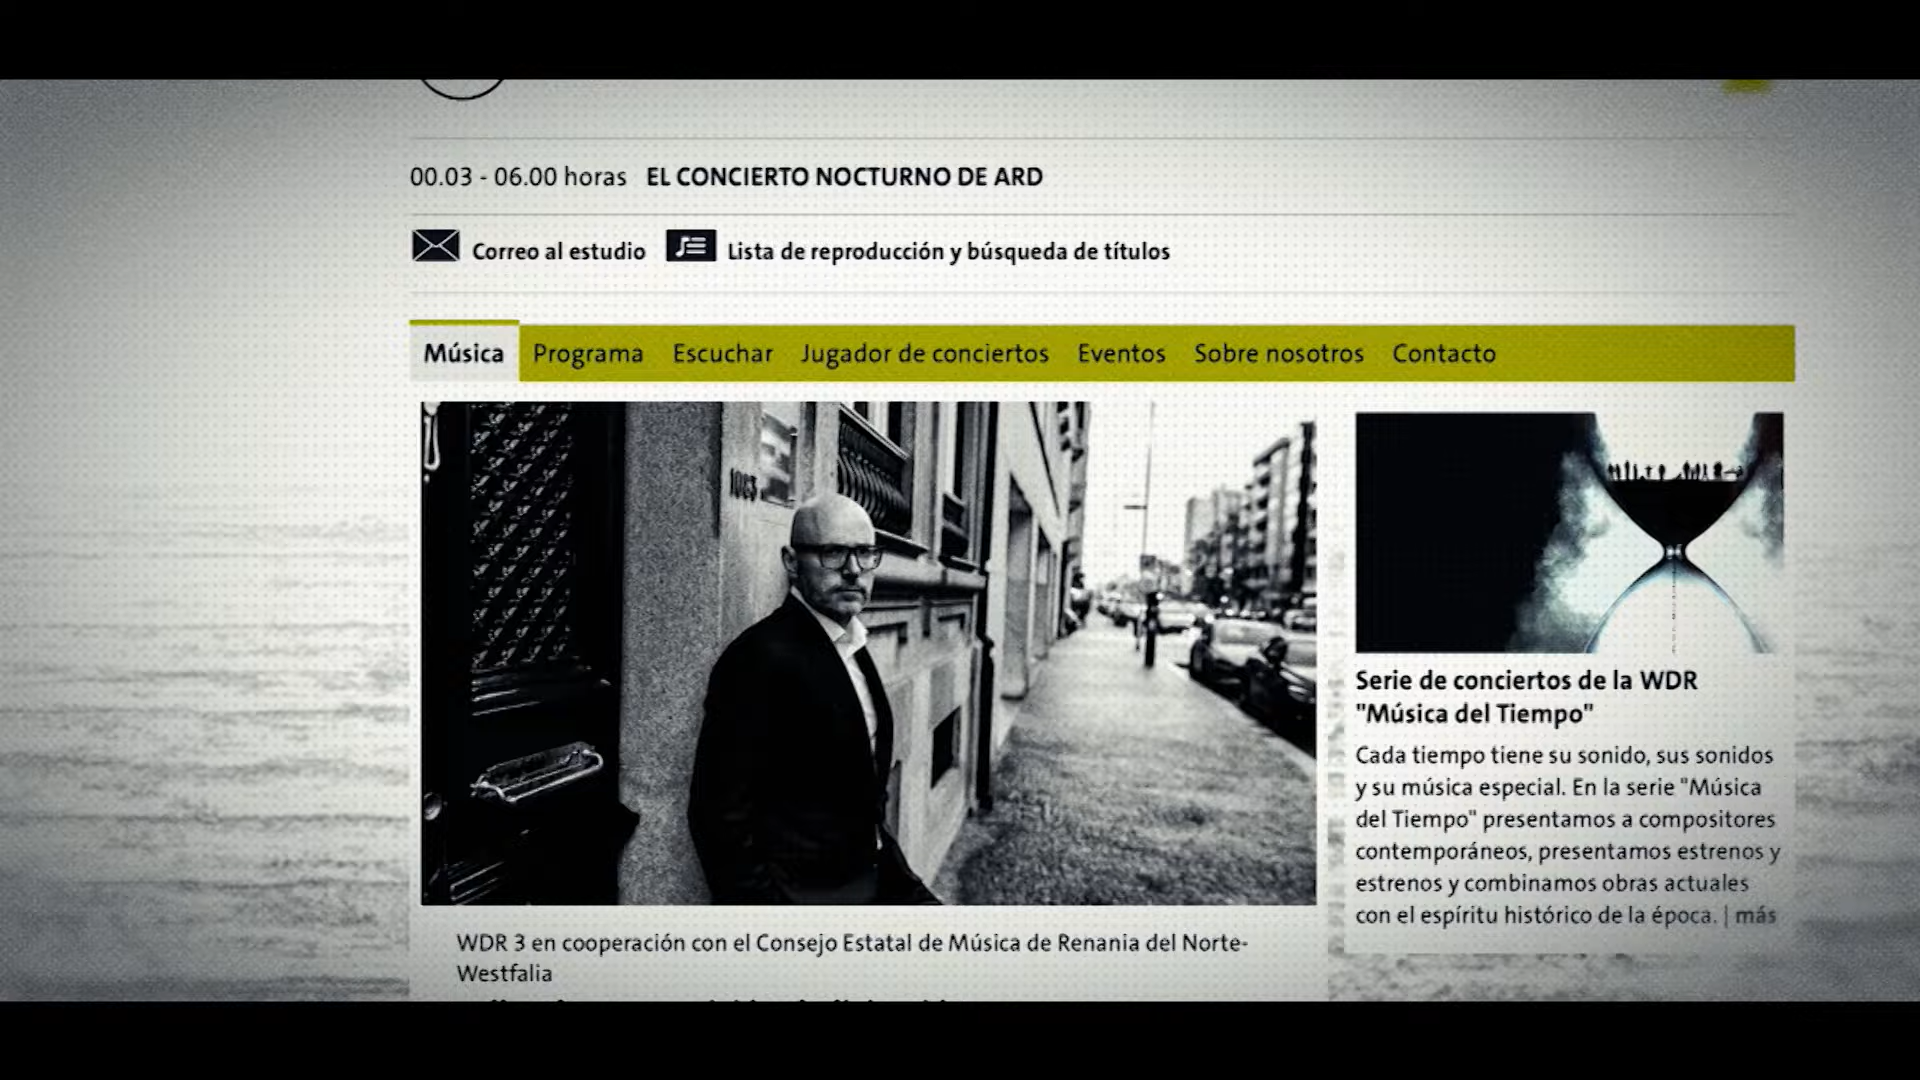 00.03 - 06.00 horas EL CONCIERTO NOCTURNO DE ARD
Correo al estudio Lista de reproducción y búsqueda de títulos
Música Programa Escuchar Jugador de conciertos Eventos Sobre nosotros Contacto
1063
Serie de conciertos de la WDR
"Música del Tiempo"
Cada tiempo tiene su sonido, sus sonidos
y su música especial. En la serie "Música
del Tiempo" presentamos a compositores
contemporáneos, presentamos estrenos y
estrenos y combinamos obras actuales
con el espíritu histórico de la época. | más
WDR 3 en cooperación con el Consejo Estatal de Música de Renania del Norte-
Westfalia